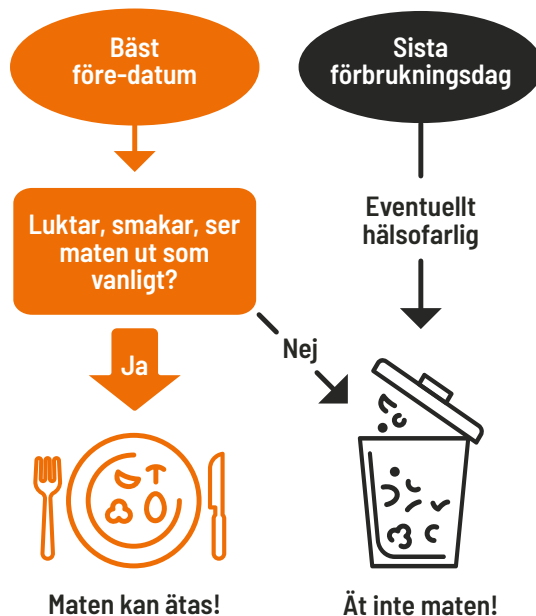 Bäst
före-datum
Sista
förbrukningsdag
Luktar, smakar, ser
maten ut som
vanligt?
Eventuellt
hälsofarlig
Ja
Nej
Maten kan ätas!
Ät inte maten!